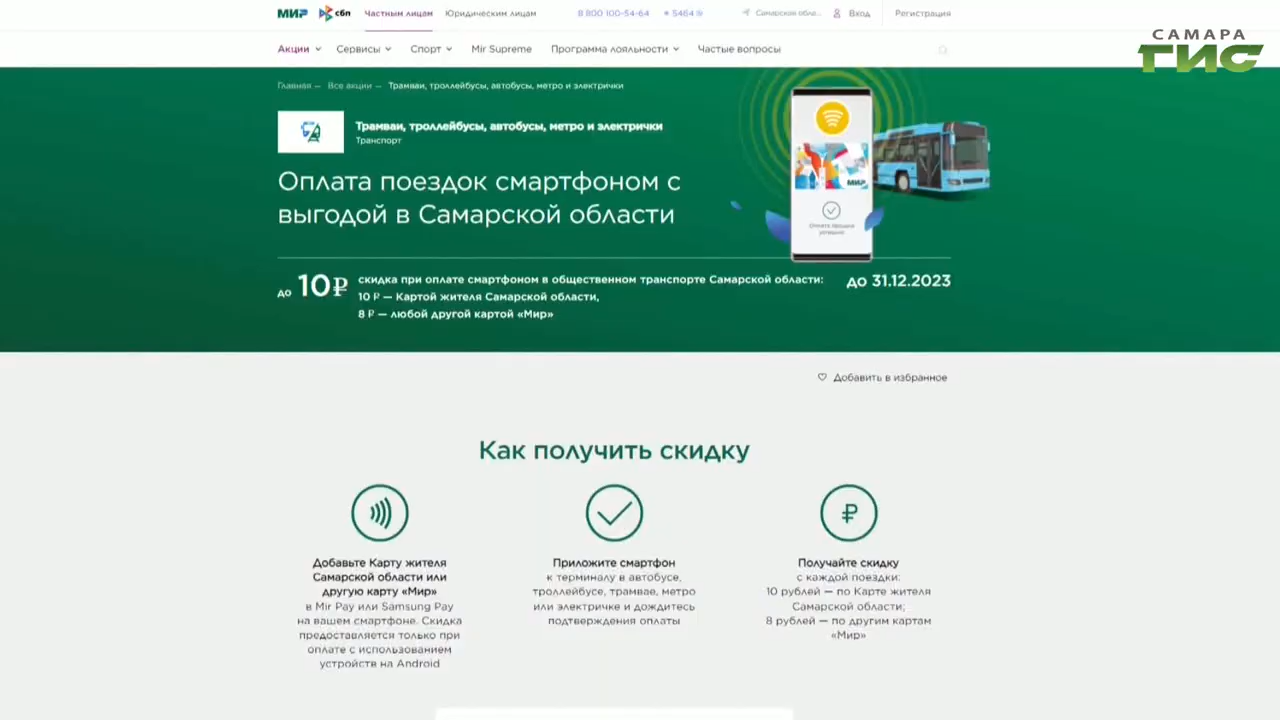 МИР сбп Частным лицам Юридическим лицам 8 800 100-54-64 Самарская обла... Вход Регистрация
САМАРА
ГИС
Акции Сервисы Спорт Mir Supreme Программа лояльности Частые вопросы
Главная — Все акции — Трамваи, троллейбусы, автобусы, метро и электрички
Трамваи, троллейбусы, автобусы, метро и электрички
Транспорт
Оплата поездок смартфоном с
выгодой в Самарской области
МИР
Оплата прошла
успешно
до 10₽
скидка при оплате смартфоном в общественном транспорте Самарской области:
10 ₽ — Картой жителя Самарской области,
8 ₽ — любой другой картой «Мир»
до 31.12.2023
Добавить в избранное
Как получить скидку
Добавьте Карту жителя
Самарской области или
другую карту «Мир»
в Mir Pay или Samsung Pay
на вашем смартфоне. Скидка
предоставляется только при
оплате с использованием
устройств на Android
Приложите смартфон
к терминалу в автобусе,
троллейбусе, трамвае, метро
или электричке и дождитесь
подтверждения оплаты
₽
Получайте скидку
с каждой поездки:
10 рублей — по Карте жителя
Самарской области;
8 рублей — по другим картам
«Мир»